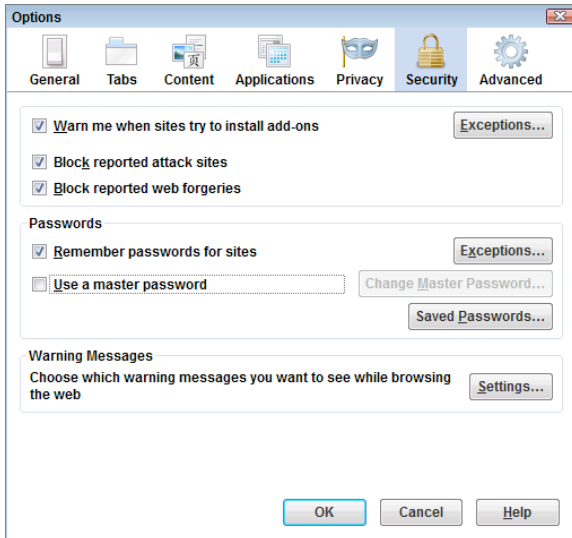 Options
General Tabs Content Applications Privacy Security Advanced
Warn me when sites try to install add-ons Exceptions...
Block reported attack sites
Block reported web forgeries
Passwords
Remember passwords for sites Exceptions...
Use a master password Change Master Password...
Saved Passwords...
Warning Messages
Choose which warning messages you want to see while browsing
the web Settings...
OK Cancel Help